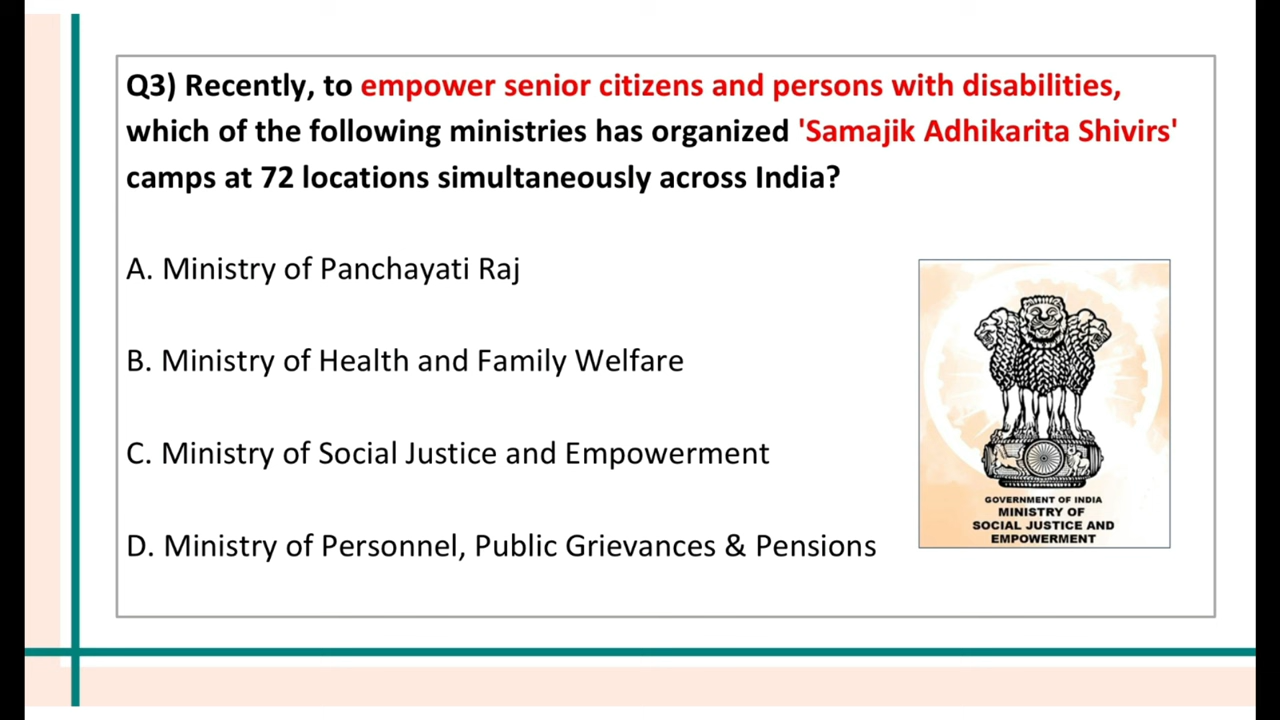 Q3) Recently, to empower senior citizens and persons with disabilities,
which of the following ministries has organized 'Samajik Adhikarita Shivirs'
camps at 72 locations simultaneously across India?
A. Ministry of Panchayati Raj
B. Ministry of Health and Family Welfare
C. Ministry of Social Justice and Empowerment
D. Ministry of Personnel, Public Grievances & Pensions
GOVERNMENT OF INDIA
MINISTRY OF
SOCIAL JUSTICE AND
EMPOWERMENT